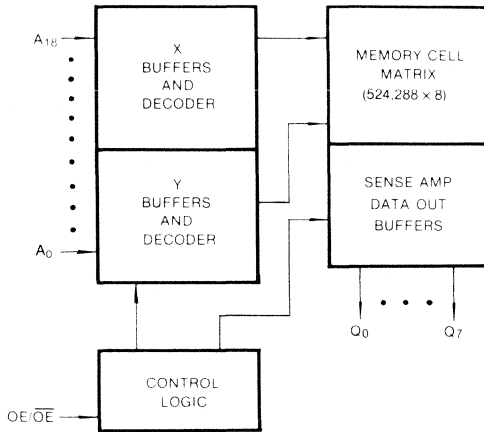 A18
X
BUFFERS
AND
DECODER
MEMORY CELL
MATRIX
(524.288 × 8)
Y
BUFFERS
AND
DECODER
A0
SENSE AMP
DATA OUT
BUFFERS
Q0
Q7
CONTROL
LOGIC
OE/O̅E̅